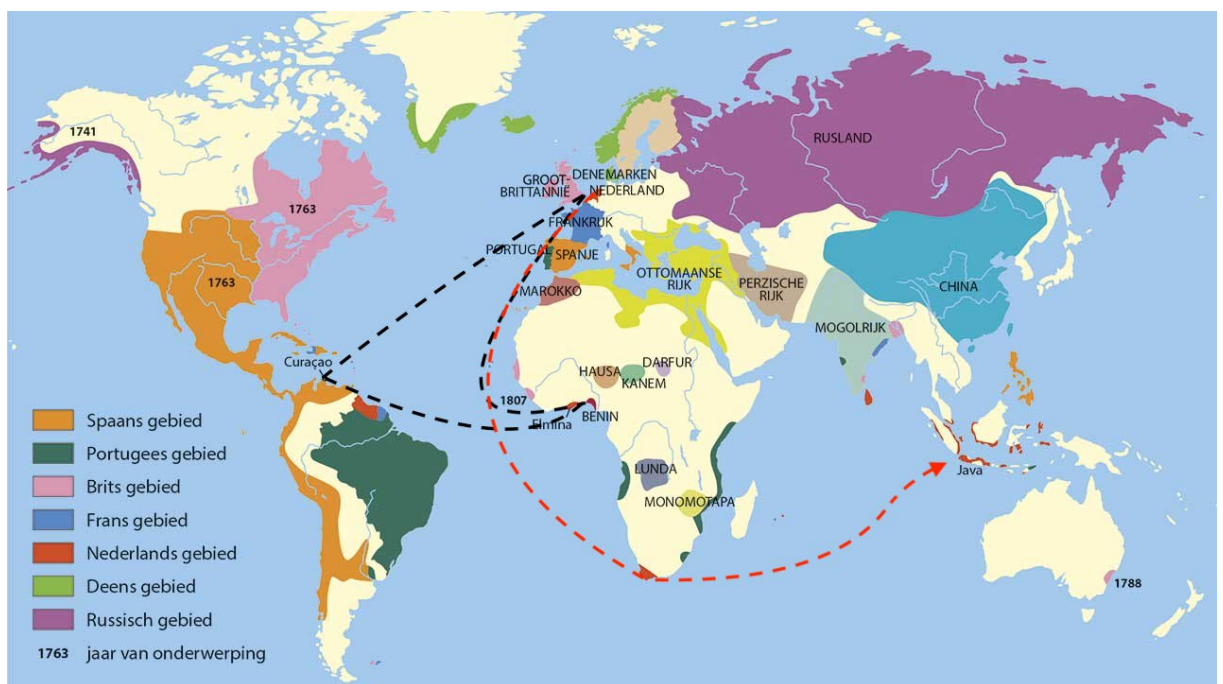 1741
RUSLAND
DENEMARKEN
GROOT-
BRITTANNIË
NEDERLAND
1763
FRANKRIJK
PORTUGAL
SPANJE
1763
OTTOMAANSE
RIJK
PERZISCHE
RIJK
CHINA
MAROKKO
MOGOLRIJK
Curaçao
HAUSA
DARFUR
KANEM
1807
BENIN
Elmina
LUNDA
Java
MONOMOTAPA
1788
Spaans gebied
Portugees gebied
Brits gebied
Frans gebied
Nederlands gebied
Deens gebied
Russisch gebied
1763 jaar van onderwerping